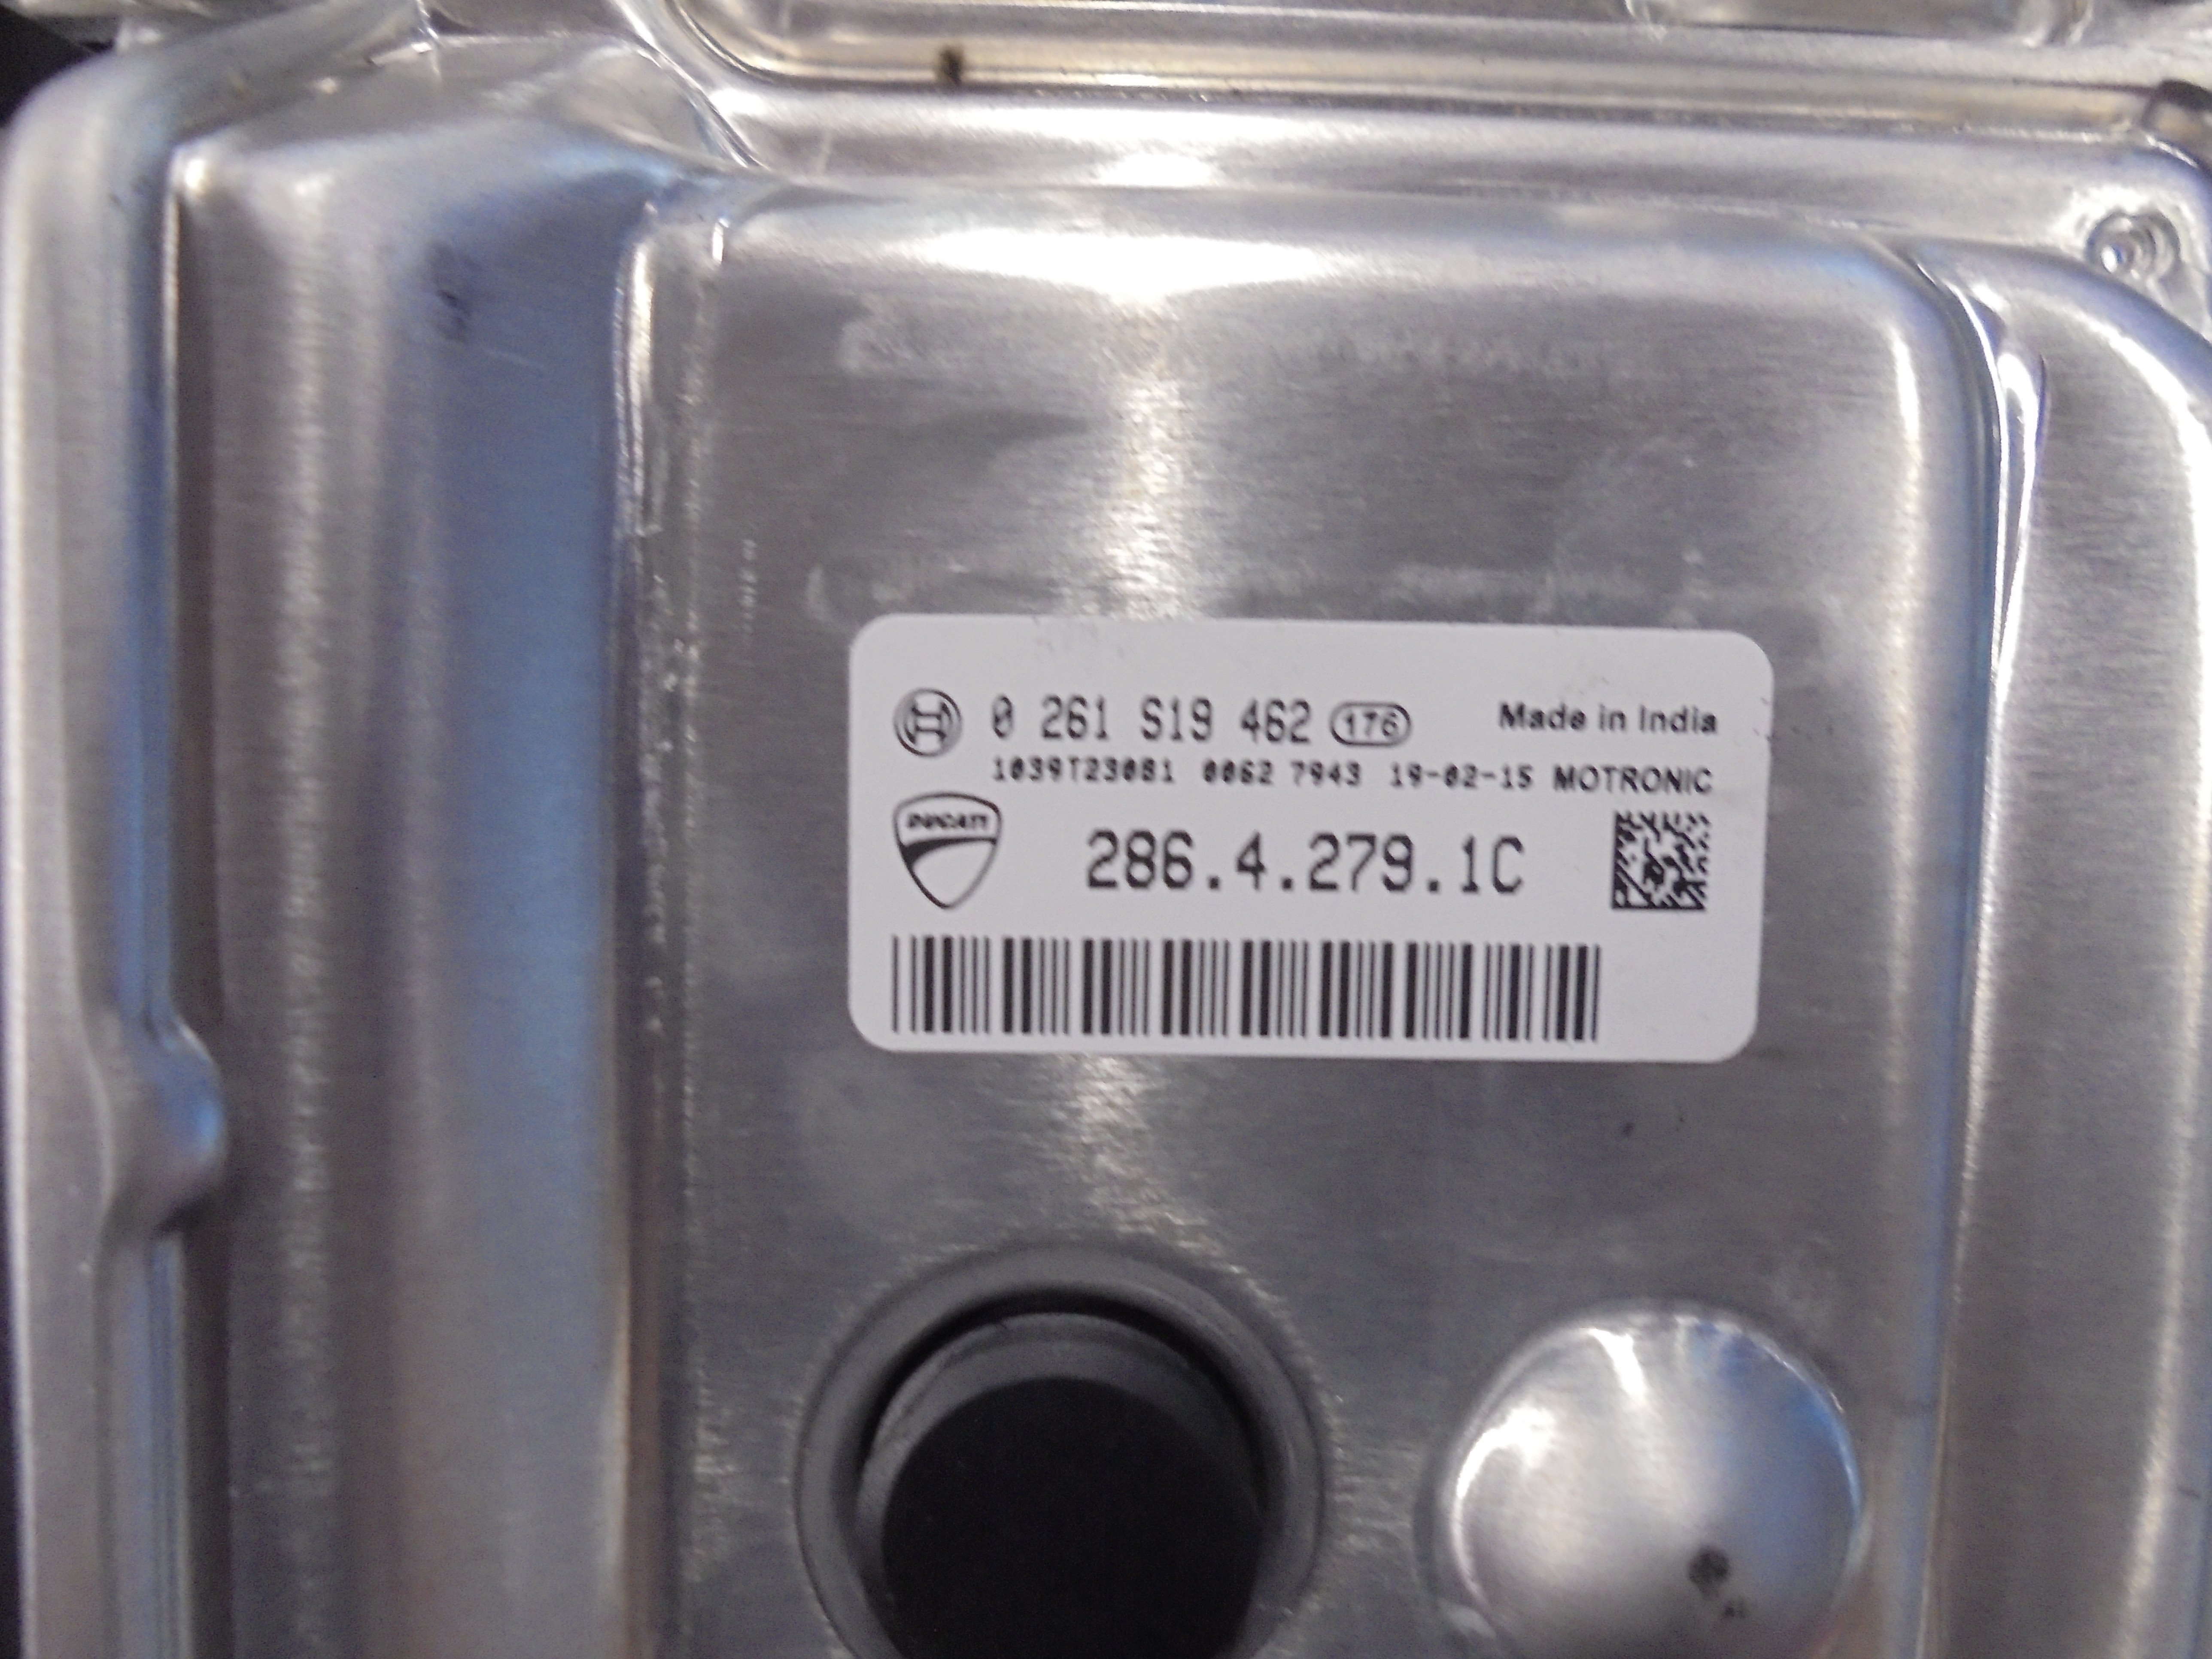 0 261 S19 462 176 Made in India
1039T23081 0062 7943 19-02-15 MOTRONIC
DUCATI
286.4.279.1C